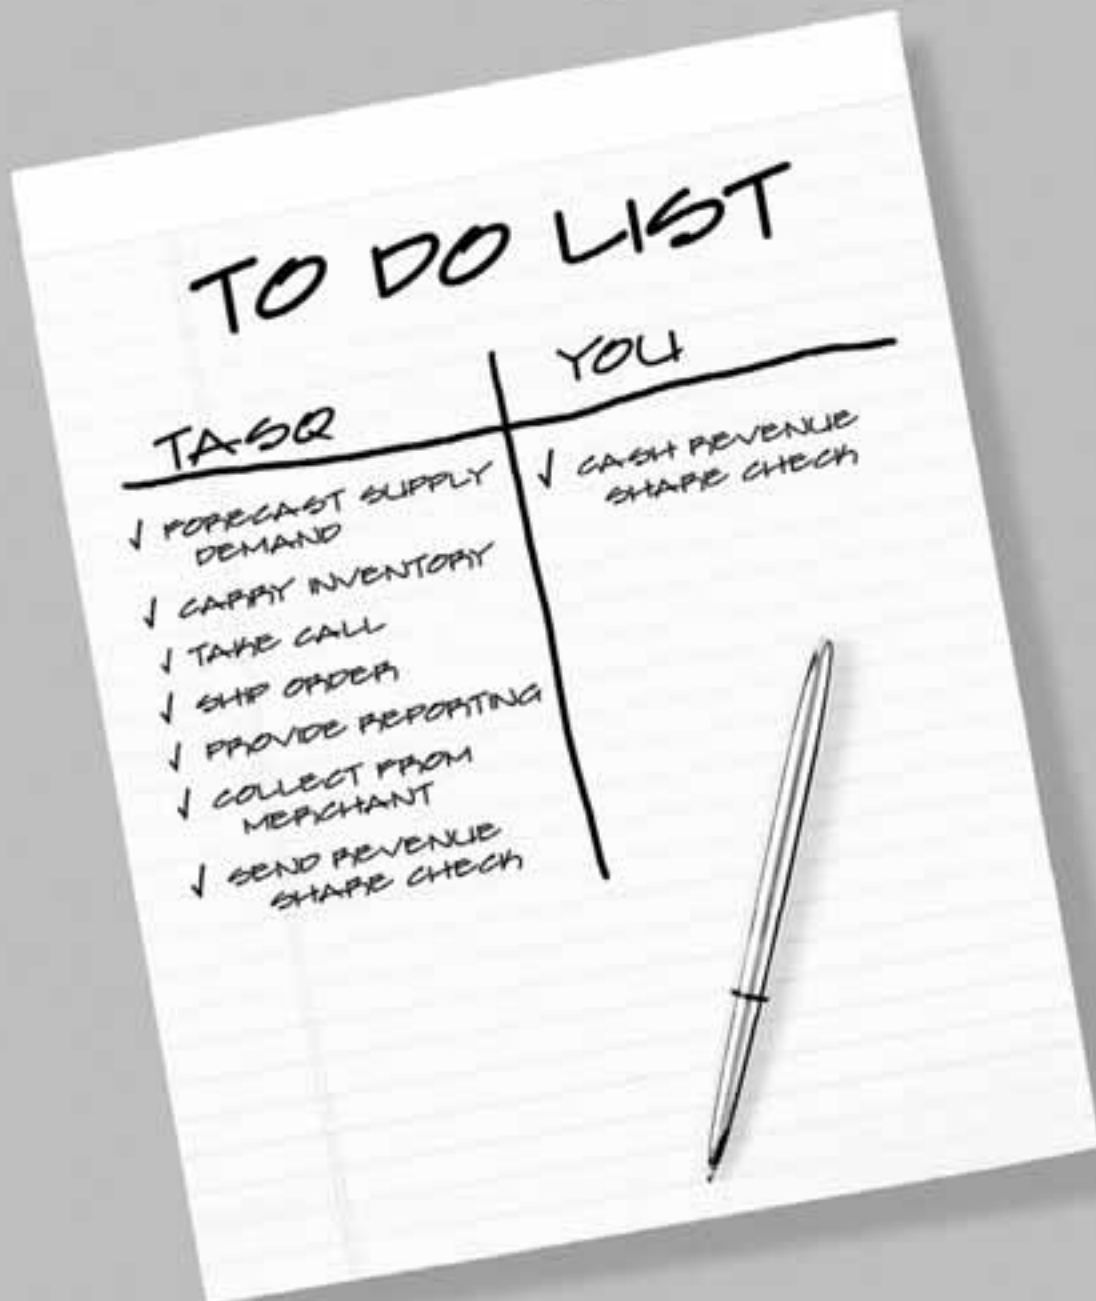 TO DO LIST
TASQ
FORECAST SUPPLY
DEMAND
CARRY INVENTORY
TAKE CALL
SHIP ORDER
PROVIDE REPORTING
COLLECT FROM
MERCHANT
SEND REVENUE
SHARE CHECK
YOU
CASH REVENUE
SHARE CHECK